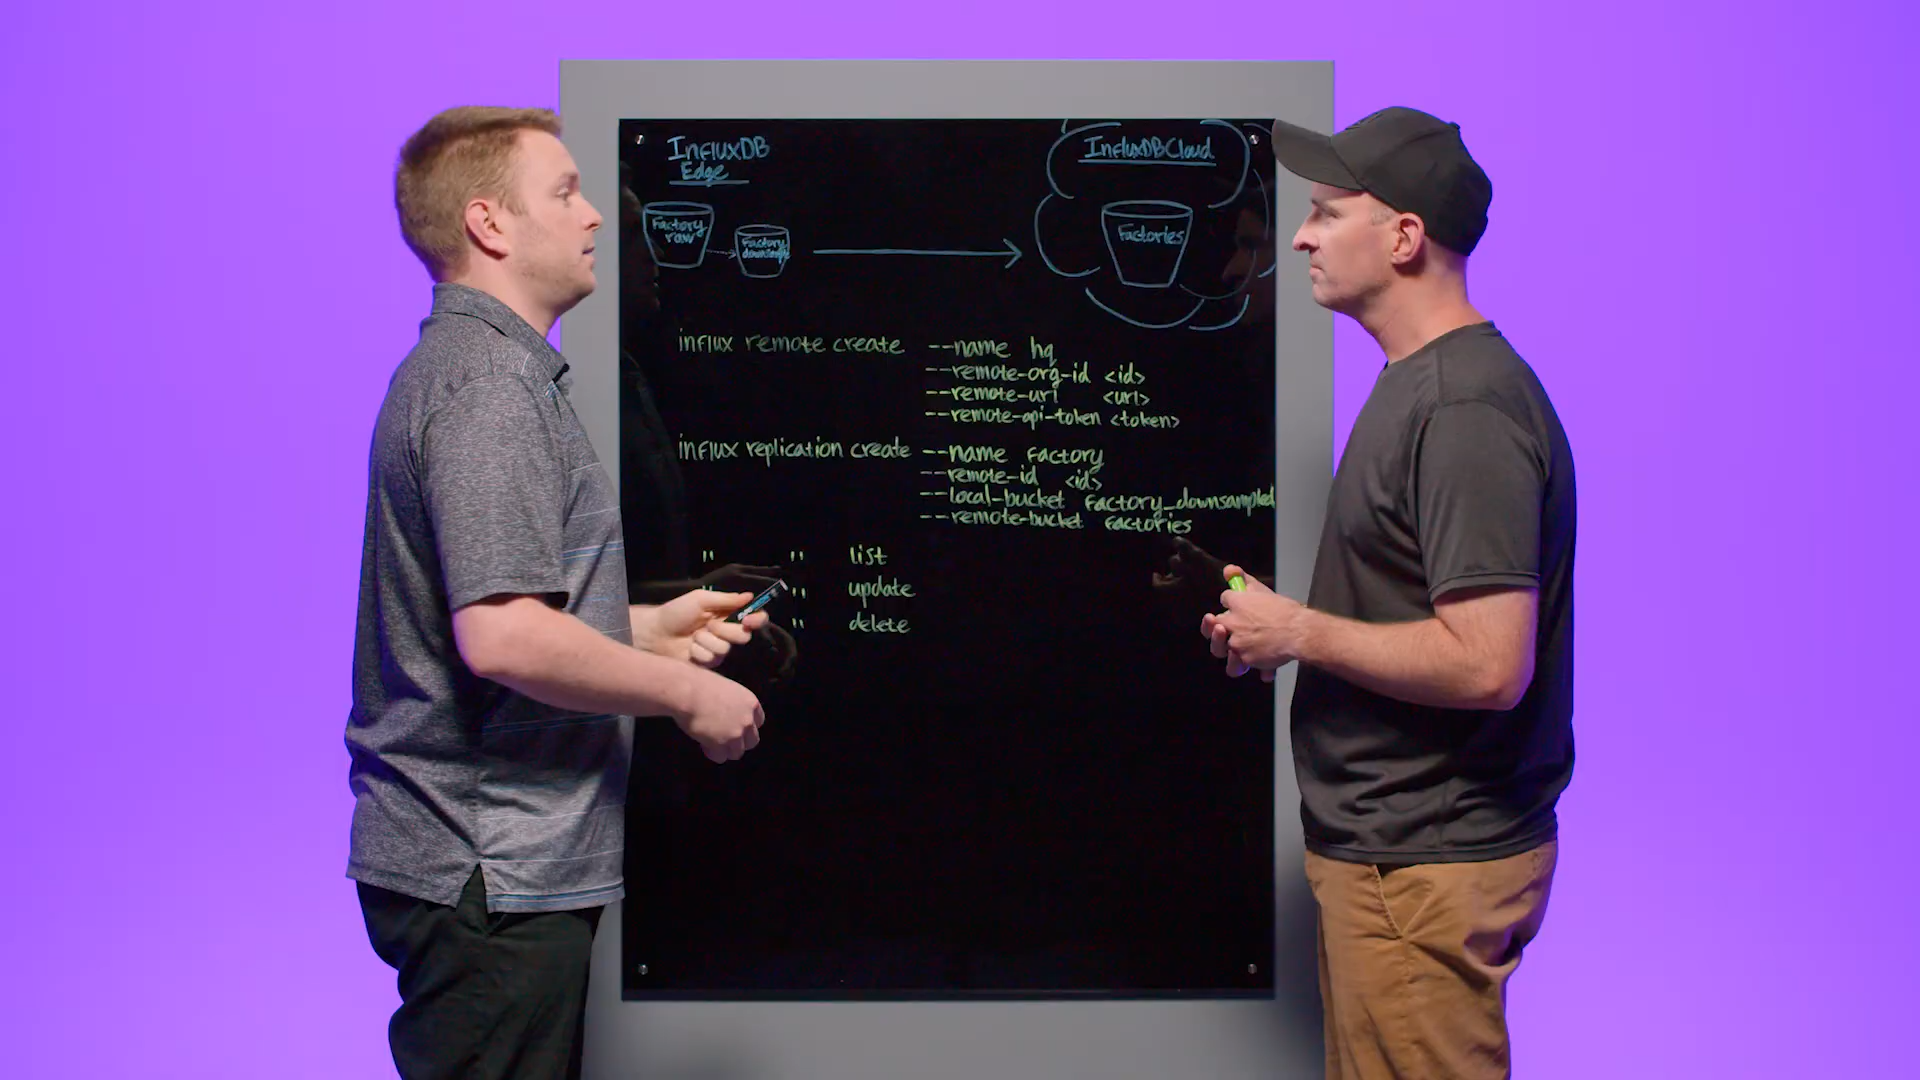 InfluxDB
Edge
InfluxDBCloud
Factory
raw
Factory
downsample
Factories
influx remote create --name hq
--remote-org-id <id>
--remote-url <url>
--remote-api-token <token>
influx replication create --name factory
--remote-id <id>
--local-bucket factory_downsampled
--remote-bucket factories
" " list
" " update
" delete